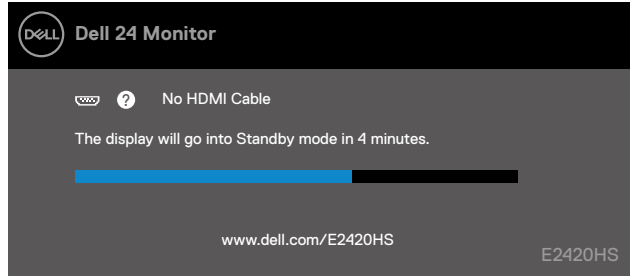 DELL Dell 24 Monitor
? No HDMI Cable
The display will go into Standby mode in 4 minutes.
www.dell.com/E2420HS
E2420HS